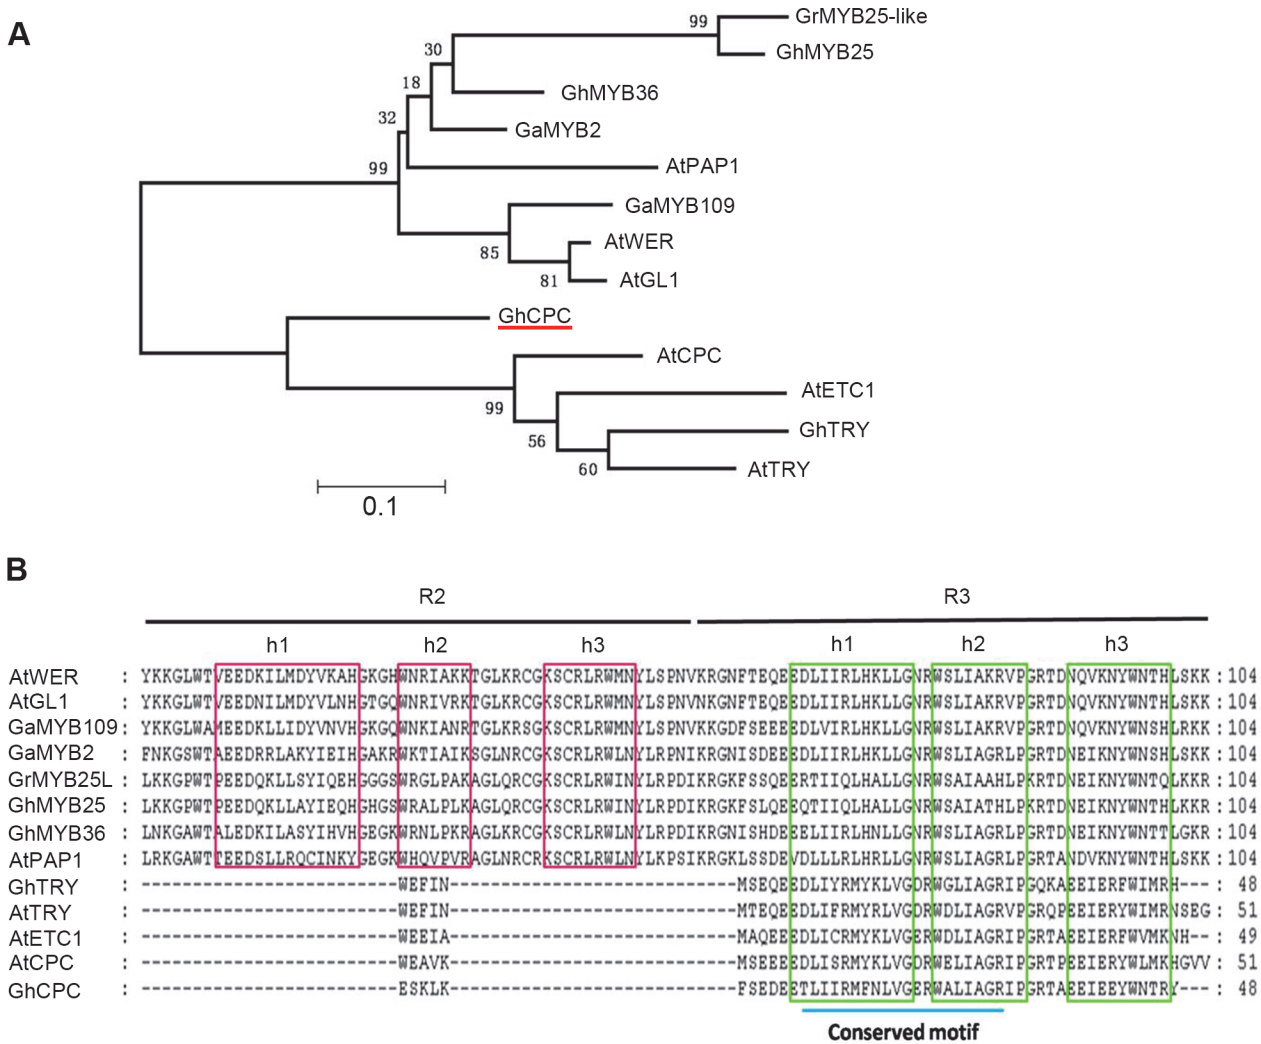 A
GrMYB25-like
99
GhMYB25
30
GhMYB36
18
GaMYB2
32
AtPAP1
99
GaMYB109
AtWER
85
AtGL1
81
GhCPC
AtCPC
AtETC1
99
GhTRY
56
AtTRY
60
0.1
B
R2 R3
h1 h2 h3 h1 h2 h3
AtWER : YKKGLWTVEEDKILMDYVKAHGKGHWNRIAKKTGLKRCGKSCRLRWMNYLSPNVKRGNFTEQEEDLIIRLHKLLGNRWSLIAKRVPGRTDNQVKNYWNTHLSKK : 104
AtGL1 : YKKGLWTVEEDNILMDYVLNHGTGQWNRIVRKTGLKRCGKSCRLRWMNYLSPNVNKGNFTEQEEDLIIRLHKLLGNRWSLIAKRVPGRTDNQVKNYWNTHLSKK : 104
GaMYB109 : YKKGLWAMEEDKLLIDYVNVHGKGQWNKIANRTGLKRSGKSCRLRWMNYLSPNVKKGDFSEEEEDLVIRLHKLLGNRWSLIAKRVPGRTDNQVKNYWNSHLRKK : 104
GaMYB2 : FNKGSWTAEEDRRLAKYIEIHGAKRWKTIAIKSGLNRCGKSCRLRWLNYLRPNIKRGNISDEEEDLIIRLHKLLGNRWSLIAGRLPGRTDNEIKNYWNSHLSKK : 104
GrMYB25L : LKKGPWTPEEDQKLLSYIQEHGGGSWRGLPAKAGLQRCGKSCRLRWINYLRPDIKRGKFSSQEERTIIQLHALLGNRWSAIAAHLPKRTDNEIKNYWNTQLKKR : 104
GhMYB25 : LKKGPWTPEEDQKLLAYIEQHGHGSWRALPLKAGLQRCGKSCRLRWINYLRPDIKRGKFSLQEEQTIIQLHALLGNRWSAIATHLPKRTDNEIKNYWNTHLKKR : 104
GhMYB36 : LNKGAWTALEDKILASYIHVHGEGKWRNLPKRAGLKRCGKSCRLRWLNYLRPDIKRGNISHDEEELIIRLHNLLGNRWSLIAGRLPGRTDNEIKNYWNTTLGKR : 104
AtPAP1 : LRKGAWTTEEDSLLRQCINKYGEGKWHQVPVRAGLNRCRKSCRLRWLNYLKPSIKRGKLSSDEVDLLLRLHRLLGNRWSLIAGRLPGRTANDVKNYWNTHLSKK : 104
GhTRY : -------------------------WEFIN----------------------------MSEQEEDLIYRMYKLVGDRWGLIAGRIPGQKAEEIERFWIMRH--- : 48
AtTRY : -------------------------WEFIN----------------------------MTEQEEDLIFRMYRLVGDRWDLIAGRVPGRQPEEIERYWIMRNSEG : 51
AtETC1 : -------------------------WEEIA----------------------------MAQEEEDLICRMYKLVGERWDLIAGRIPGRTAEEIERFWVMKNH-- : 49
AtCPC : -------------------------WEAVK----------------------------MSEEEEDLISRMYKLVGDRWELIAGRIPGRTPEEIERYWLMKHGVV : 51
GhCPC : -------------------------ESKLK----------------------------FSEDEETLIIRMFNLVGERWALIAGRIPGRTAEEIEEYWNTRY--- : 48
Conserved motif